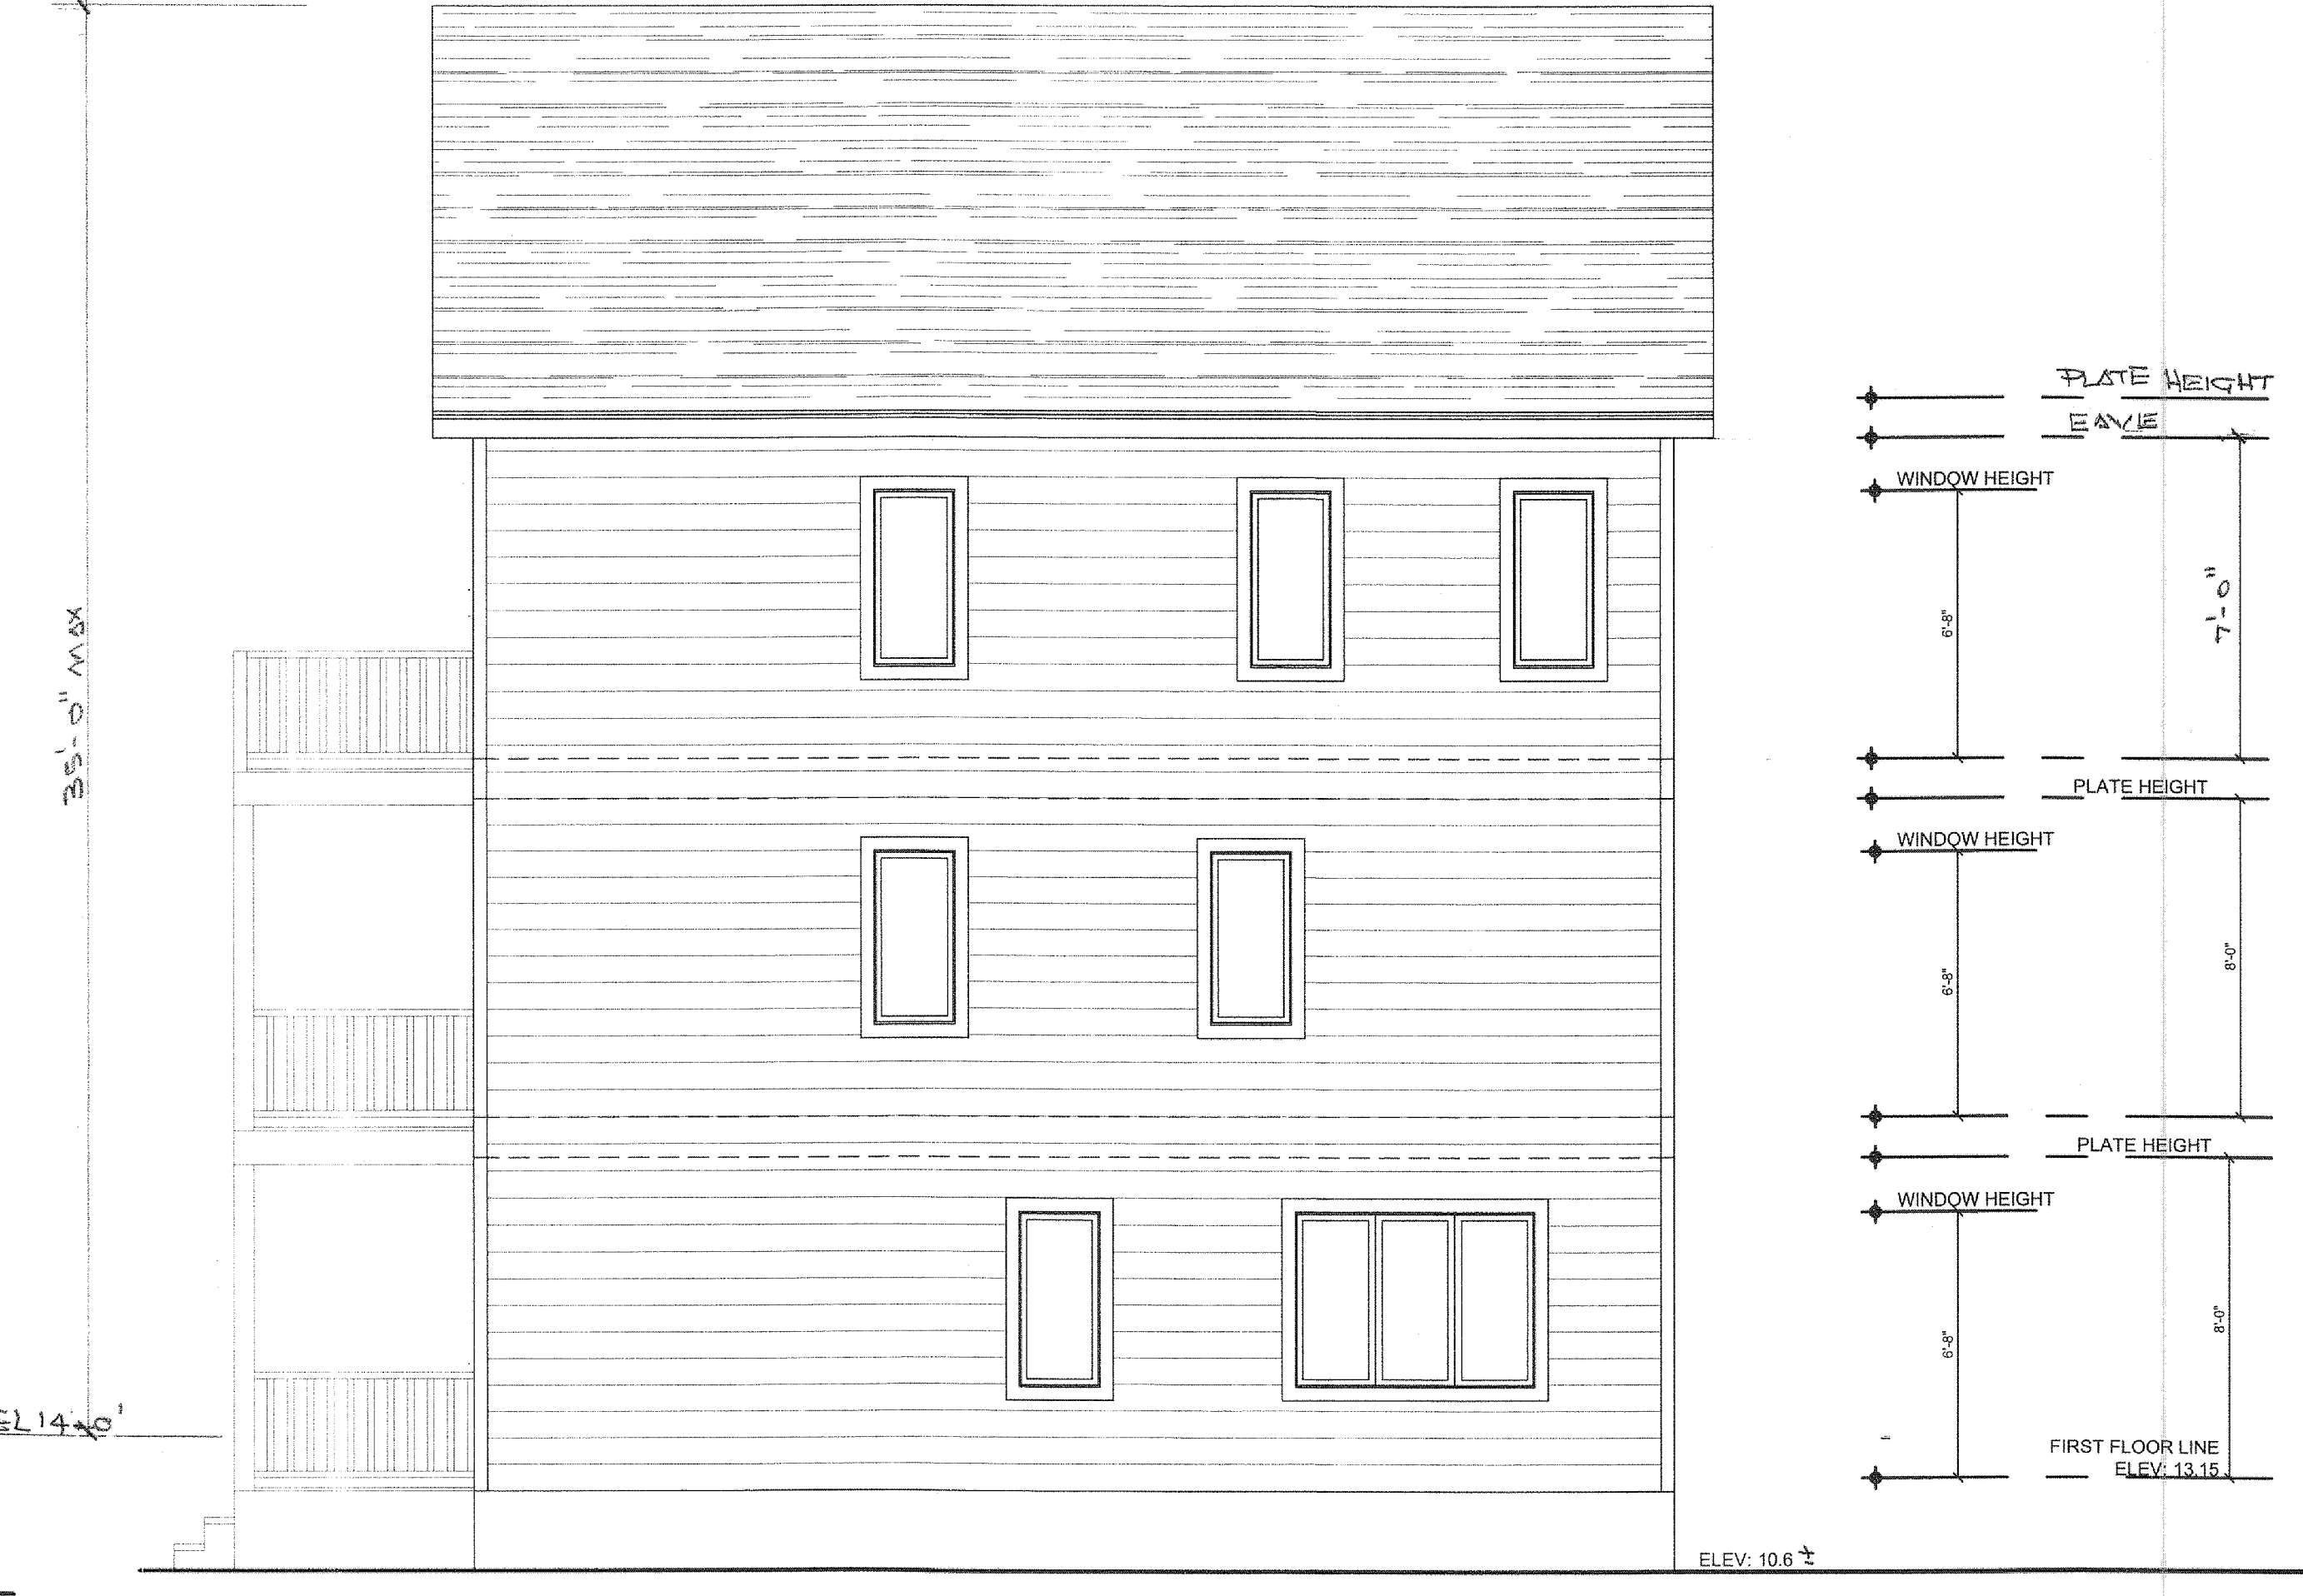 PLATE HEIGHT
EAVE
WINDOW HEIGHT
6'-8"
7'-0"
35'-0" MAX
PLATE HEIGHT
WINDOW HEIGHT
6'-8"
8'-0"
PLATE HEIGHT
WINDOW HEIGHT
6'-8"
8'-0"
EL 14.0'
FIRST FLOOR LINE
ELEV: 13.15
ELEV: 10.6 ±